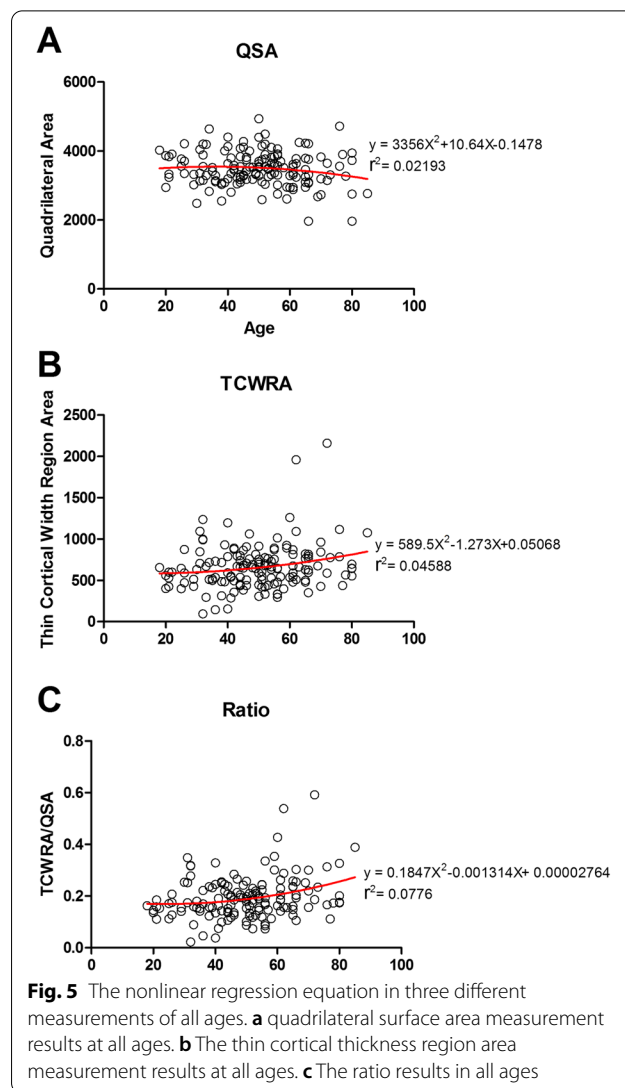 A
QSA
6000
4000
2000
0
Quadrilateral Area
y = 3356X²+10.64X-0.1478
r²= 0.02193
0 20 40 60 80 100
Age
B
TCWRA
2500
2000
1500
1000
500
0
Thin Cortical Width Region Area
y = 589.5X²-1.273X+0.05068
r²= 0.04588
0 20 40 60 80 100
C
Ratio
0.8
0.6
0.4
0.2
0.0
TCWRA/QSA
y = 0.1847X²-0.001314X+ 0.00002764
r²= 0.0776
0 20 40 60 80 100
Fig. 5 The nonlinear regression equation in three different
measurements of all ages. a quadrilateral surface area measurement
results at all ages. b The thin cortical thickness region area
measurement results at all ages. c The ratio results in all ages